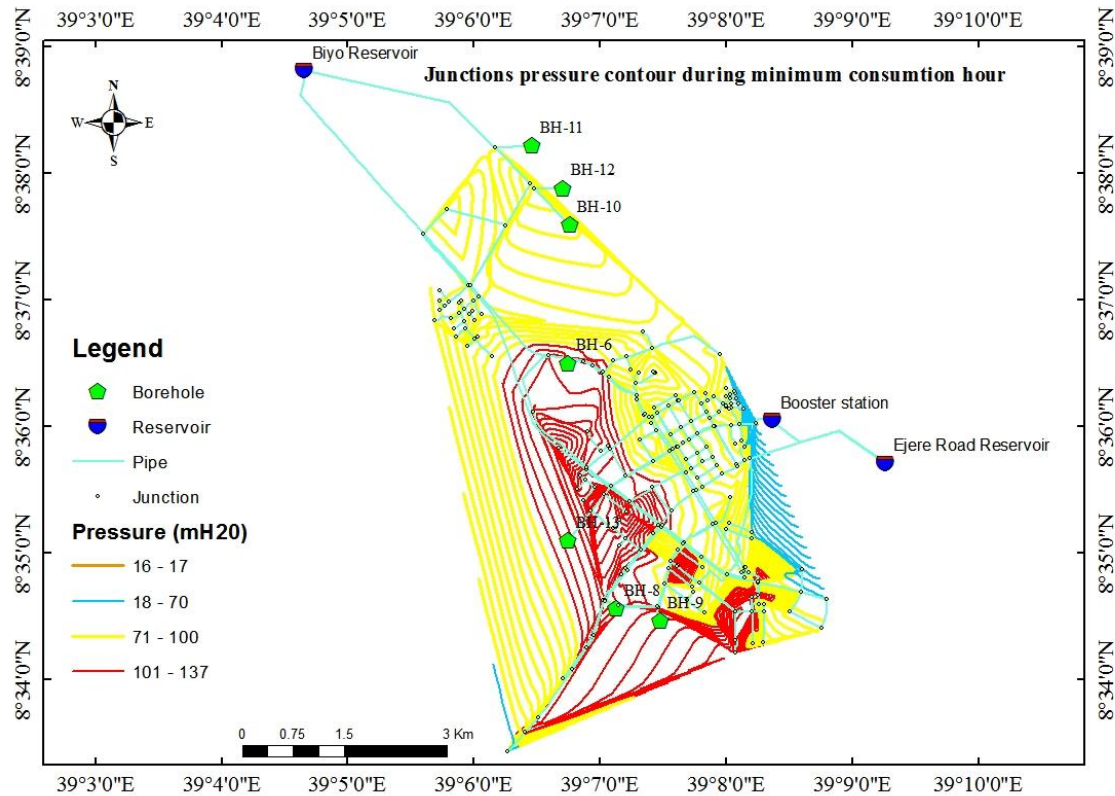 39°3'0"E 39°4'0"E 39°5'0"E 39°6'0"E 39°7'0"E 39°8'0"E 39°9'0"E 39°10'0"E
8°39'0"N 8°39'0"N
Biyo Reservoir
Junctions pressure contour during minimum consumtion hour
N
W E
S
BH-11
8°38'0"N 8°38'0"N
BH-12
BH-10
8°37'0"N 8°37'0"N
Legend
BH-6
Borehole
Booster station
Reservoir
8°36'0"N 8°36'0"N
Ejere Road Reservoir
Pipe
Junction
Pressure (mH20)
BH-13
8°35'0"N 8°35'0"N
16 - 17
BH-8
18 - 70
BH-9
71 - 100
101 - 137
8°34'0"N 8°34'0"N
0 0.75 1.5 3 Km
39°3'0"E 39°4'0"E 39°5'0"E 39°6'0"E 39°7'0"E 39°8'0"E 39°9'0"E 39°10'0"E